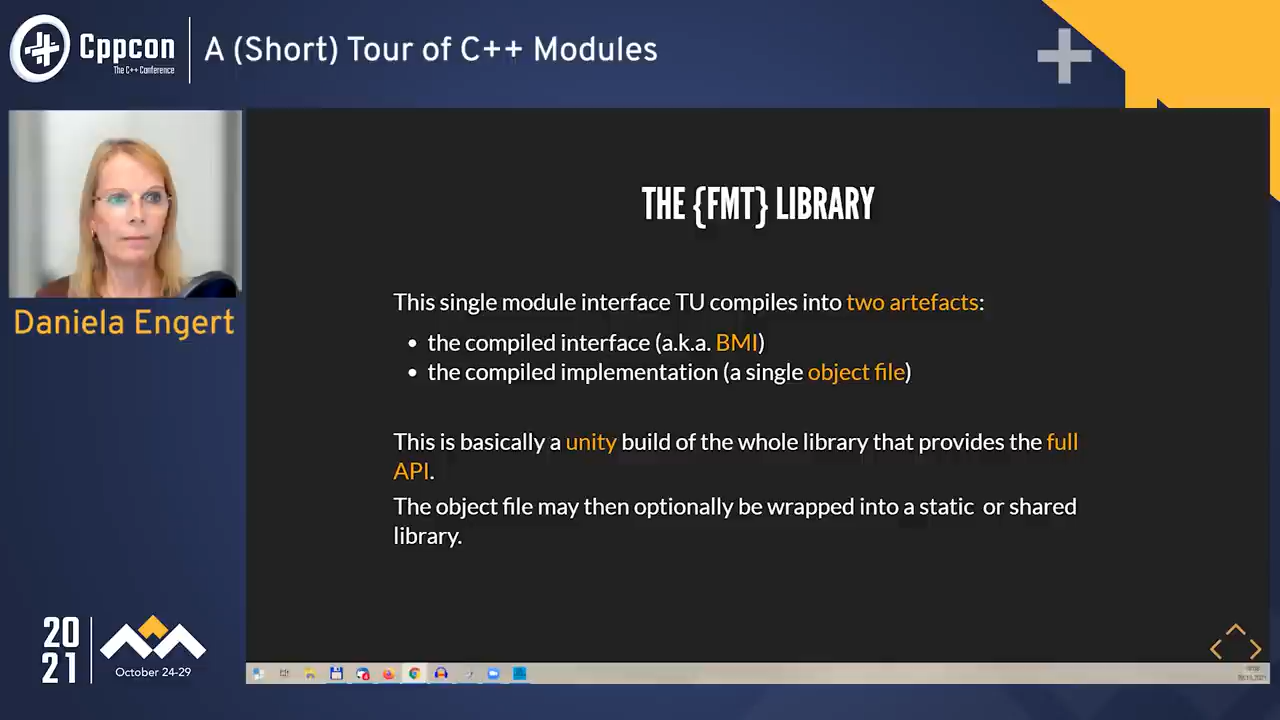 Cppcon
The C++ Conference
A (Short) Tour of C++ Modules
Daniela Engert
THE {FMT} LIBRARY
This single module interface TU compiles into two artefacts:
• the compiled interface (a.k.a. BMI)
• the compiled implementation (a single object file)
This is basically a unity build of the whole library that provides the full
API.
The object file may then optionally be wrapped into a static or shared
library.
20
21
October 24-29